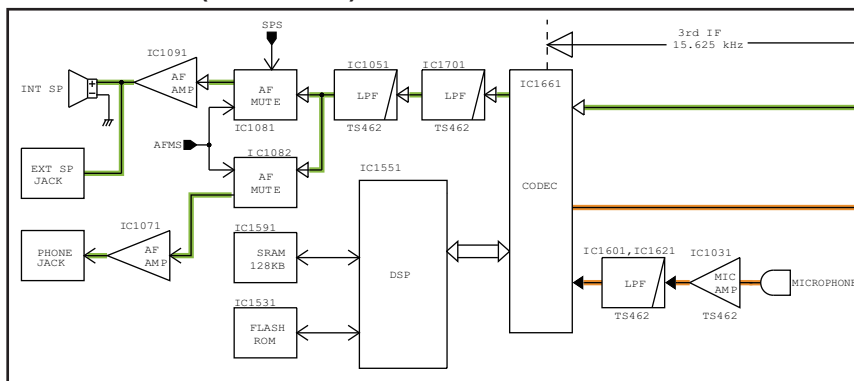 SPS
3rd IF
15.625 kHz
IC1091
IC1051
IC1701
IC1661
INT SP
AF
AMP
AF
MUTE
LPF
LPF
IC1081
TS462
TS462
AFMS
IC1082
EXT SP
JACK
AF
MUTE
IC1551
CODEC
IC1071
PHONE
JACK
AF
AMP
IC1591
SRAM
128KB
DSP
IC1601,IC1621
IC1031
LPF
MIC
AMP
MICROPHONE
TS462
TS462
IC1531
FLASH
ROM